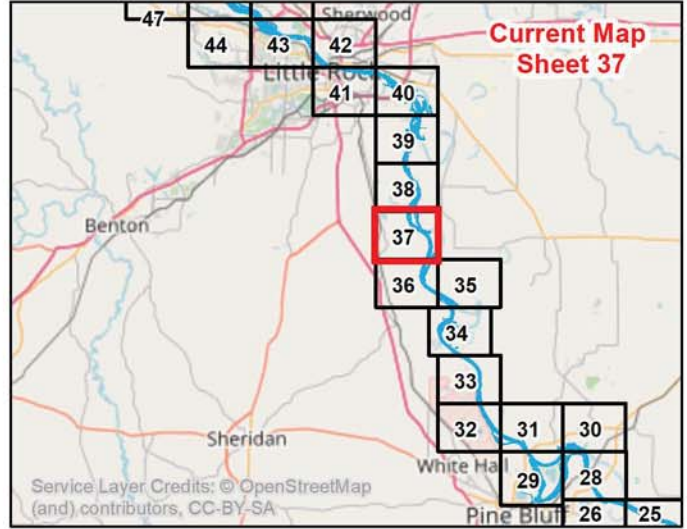 47
Sherwood
44
43
42
Current Map
Sheet 37
Little Rock
41
40
39
38
Benton
37
36
35
34
33
Sheridan
32
31
30
White Hall
29
28
Service Layer Credits: © OpenStreetMap
(and) contributors, CC-BY-SA
Pine Bluff
26
25